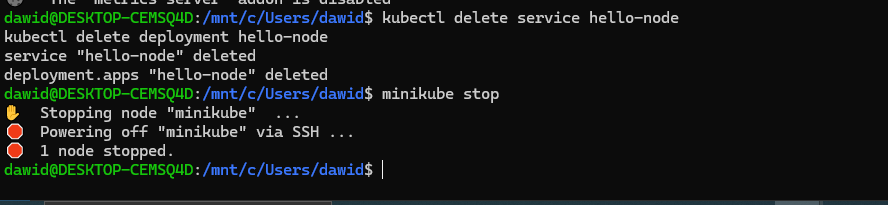 The "metrics-server" addon is disabled
dawid@DESKTOP-CEMSQ4D:/mnt/c/Users/dawid$ kubectl delete service hello-node
kubectl delete deployment hello-node
service "hello-node" deleted
deployment.apps "hello-node" deleted
dawid@DESKTOP-CEMSQ4D:/mnt/c/Users/dawid$ minikube stop
✋ Stopping node "minikube" ...
🛑 Powering off "minikube" via SSH ...
🛑 1 node stopped.
dawid@DESKTOP-CEMSQ4D:/mnt/c/Users/dawid$